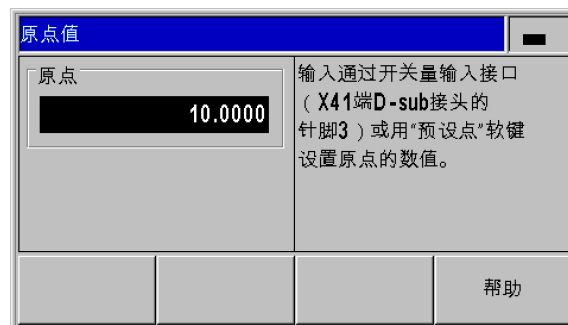 原点值
原点
10.0000
输入通过开关量输入接口
（X41端D-sub接头的
针脚3）或用“预设点”软键
设置原点的数值。
帮助